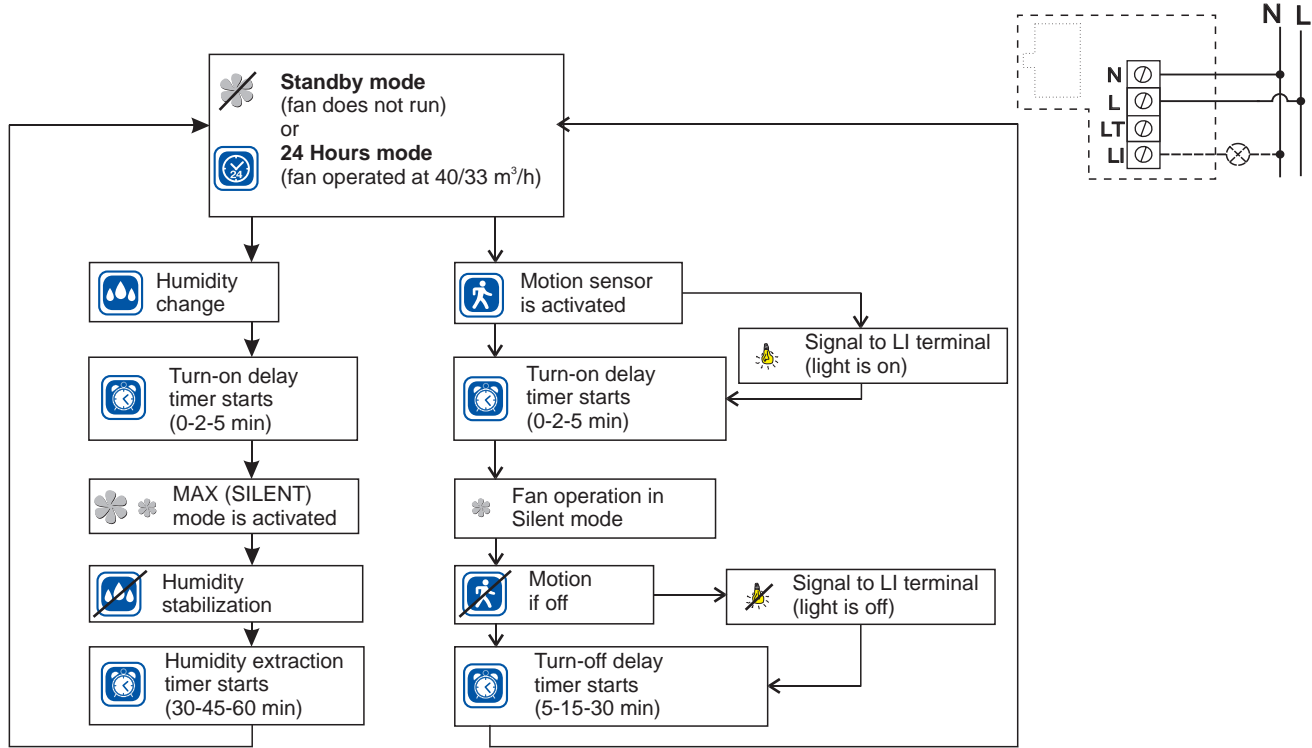 Standby mode
(fan does not run)
or
24 Hours mode
(fan operated at 40/33 m³/h)
24
Humidity
change
Turn-on delay
timer starts
(0-2-5 min)
MAX (SILENT)
mode is activated
Humidity
stabilization
Humidity extraction
timer starts
(30-45-60 min)
Motion sensor
is activated
Signal to LI terminal
(light is on)
Turn-on delay
timer starts
(0-2-5 min)
Fan operation in
Silent mode
Motion
if off
Signal to LI terminal
(light is off)
Turn-off delay
timer starts
(5-15-30 min)
N L
N
L
LT
LI